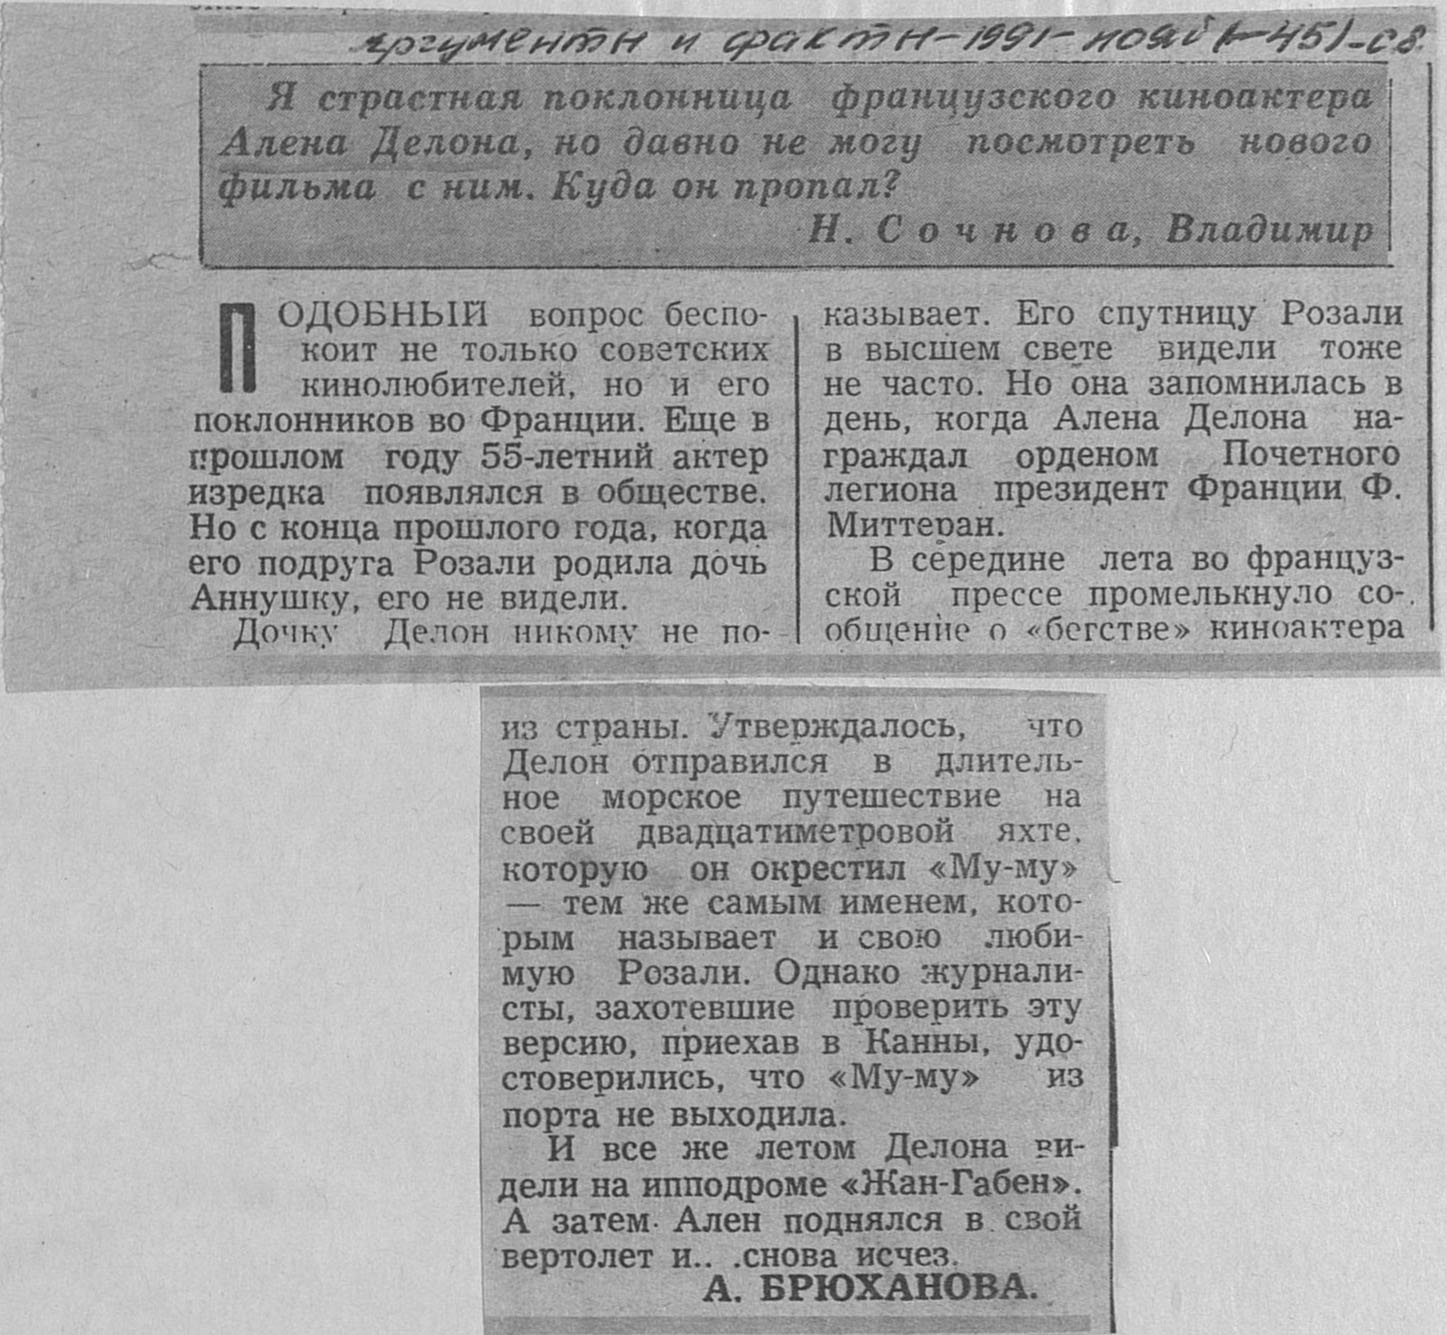 Аргументы и факты-1991-нояб (№45)-с8.
Я страстная поклонница французского киноактера
Алена Делона, но давно не могу посмотреть нового
фильма с ним. Куда он пропал?
Н. Сочнова, Владимир
ПОДОБНЫЙ вопрос беспо-
коит не только советских
кинолюбителей, но и его
поклонников во Франции. Еще в
прошлом году 55-летний актер
изредка появлялся в обществе.
Но с конца прошлого года, когда
его подруга Розали родила дочь
Аннушку, его не видели.
Дочку Делон никому не по-
казывает. Его спутницу Розали
в высшем свете видели тоже
не часто. Но она запомнилась в
день, когда Алена Делона на-
граждал орденом Почетного
легиона президент Франции Ф.
Миттеран.
В середине лета во француз-
ской прессе промелькнуло со-
общение о «бегстве» киноактера
из страны. Утверждалось, что
Делон отправился в длитель-
ное морское путешествие на
своей двадцатиметровой яхте,
которую он окрестил «Му-му»
— тем же самым именем, кото-
рым называет и свою люби-
мую Розали. Однако журнали-
сты, захотевшие проверить эту
версию, приехав в Канны, удо-
стоверились, что «Му-му» из
порта не выходила.
И все же летом Делона ви-
дели на ипподроме «Жан-Габен».
А затем Ален поднялся в свой
вертолет и.. .снова исчез.
А. БРЮХАНОВА.